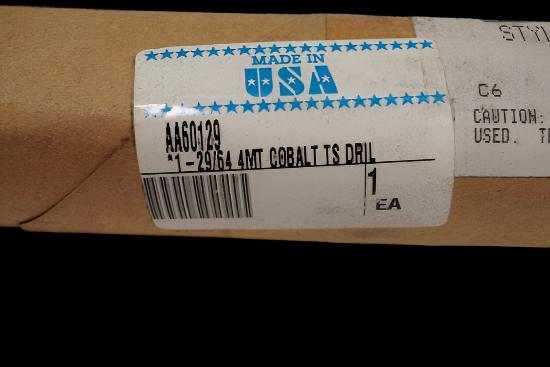 MADE IN
USA
AA60129
*1-29/64 4MT COBALT TS DRIL
1
EA
C6
CAUTION:
USED.